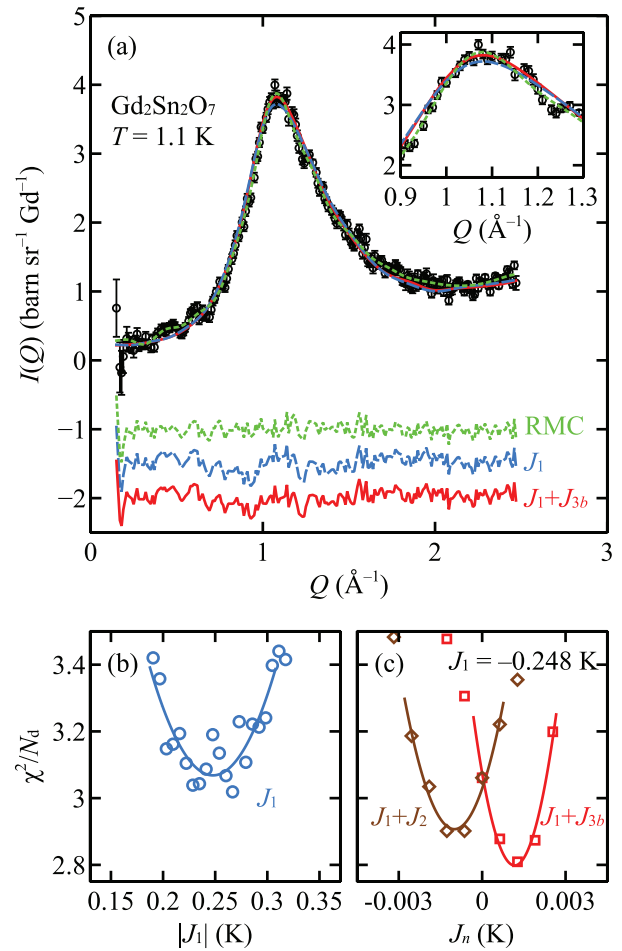 (a)
Gd₂Sn₂O₇
T = 1.1 K
5
4
3
2
1
0
−1
−2
I(Q) (barn sr⁻¹ Gd⁻¹)
4
3
2
0.9 1 1.1 1.2 1.3
Q (Å⁻¹)
RMC
J₁
J₁+J₃b
0 1 2 3
Q (Å⁻¹)
(b)
3.4
3.2
3.0
2.8
χ²/Nd
J₁
0.15 0.20 0.25 0.30 0.35
|J₁| (K)
(c)
J₁ = −0.248 K
J₁+J₂
J₁+J₃b
-0.003 0 0.003
Jₙ (K)